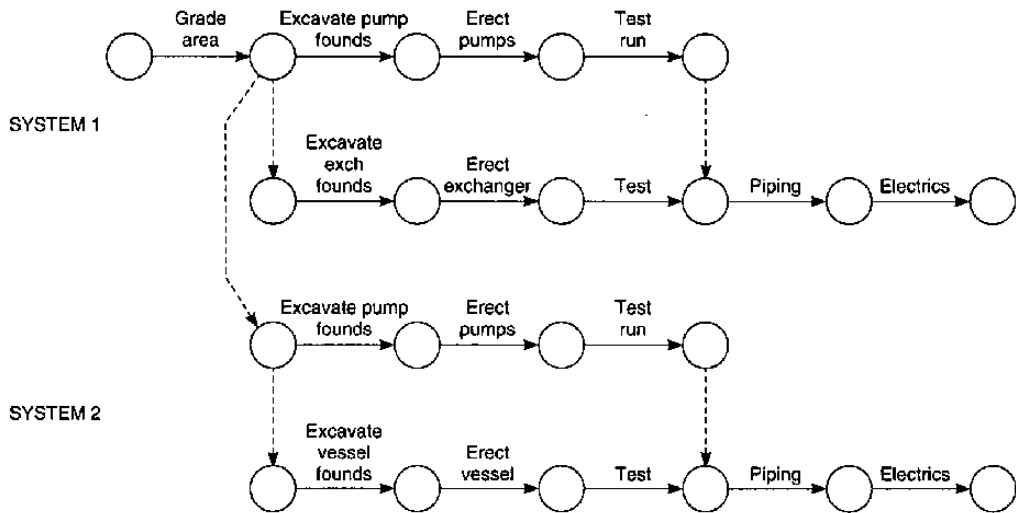 Grade
area
Excavate pump
founds
Erect
pumps
Test
run
SYSTEM 1
Excavate
exch
founds
Erect
exchanger
Test
Piping
Electrics
Excavate pump
founds
Erect
pumps
Test
run
SYSTEM 2
Excavate
vessel
founds
Erect
vessel
Test
Piping
Electrics